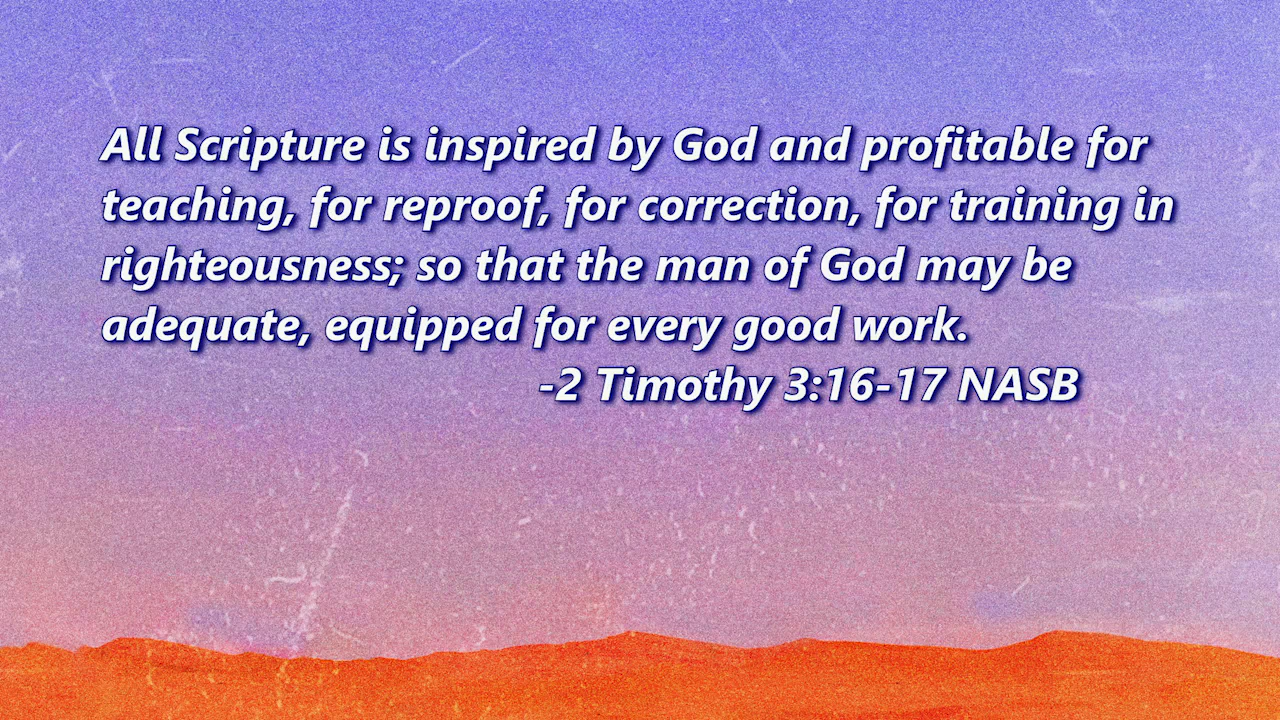 All Scripture is inspired by God and profitable for
teaching, for reproof, for correction, for training in
righteousness; so that the man of God may be
adequate, equipped for every good work.
-2 Timothy 3:16-17 NASB